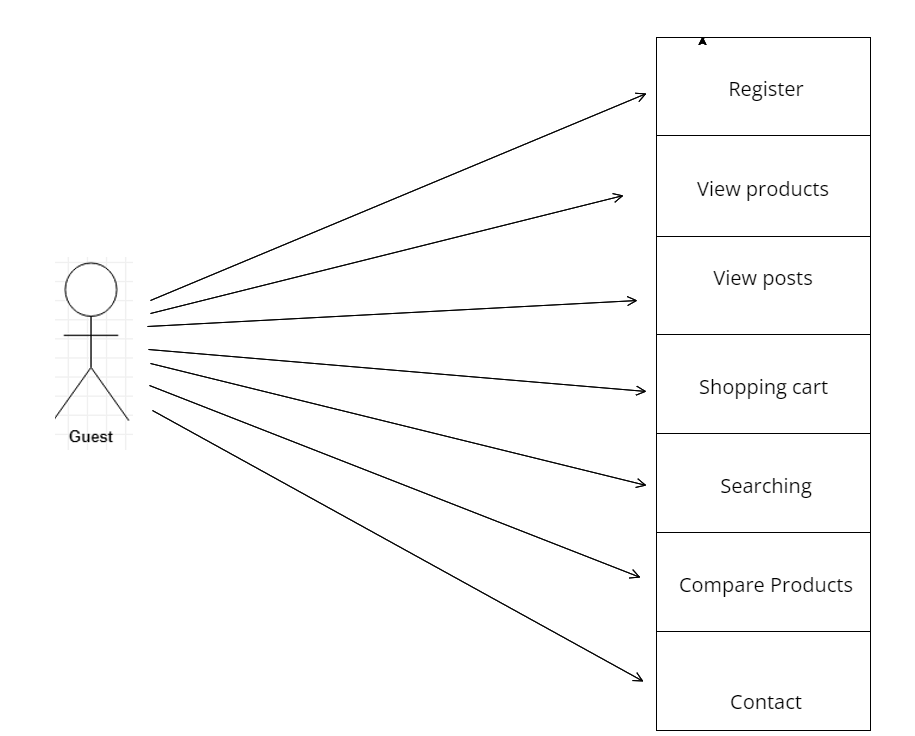 Register
View products
View posts
Shopping cart
Searching
Compare Products
Contact
Guest